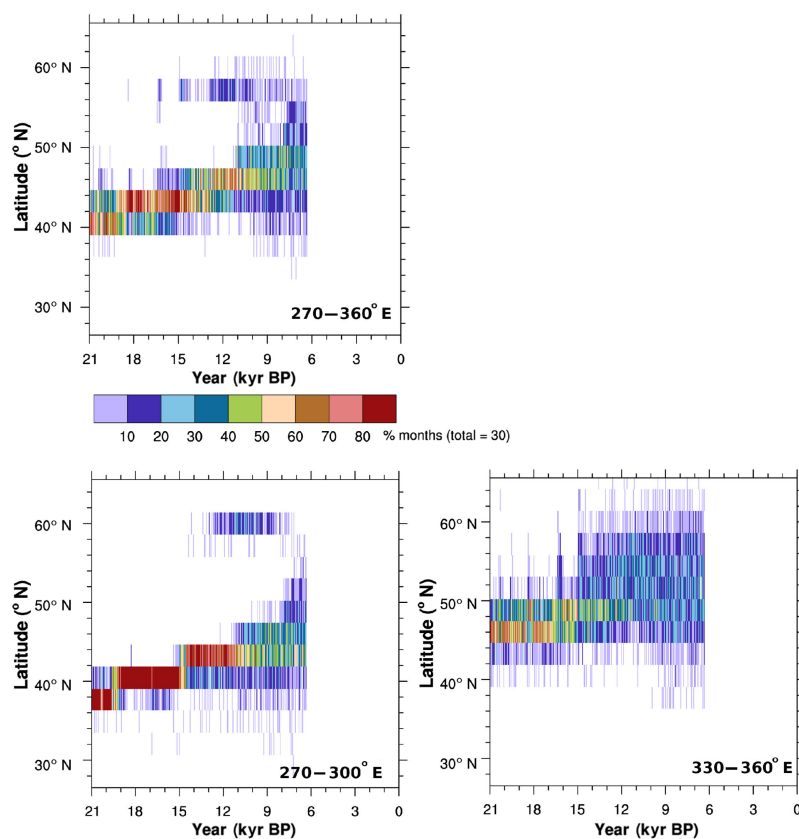 Latitude (° N)
60° N
50° N
40° N
30° N
270–360° E
21 18 15 12 9 6 3 0
Year (kyr BP)
10 20 30 40 50 60 70 80 % months (total = 30)
Latitude (° N)
60° N
50° N
40° N
30° N
270–300° E
21 18 15 12 9 6 3 0
Year (kyr BP)
Latitude (° N)
60° N
50° N
40° N
30° N
330–360° E
21 18 15 12 9 6 3 0
Year (kyr BP)